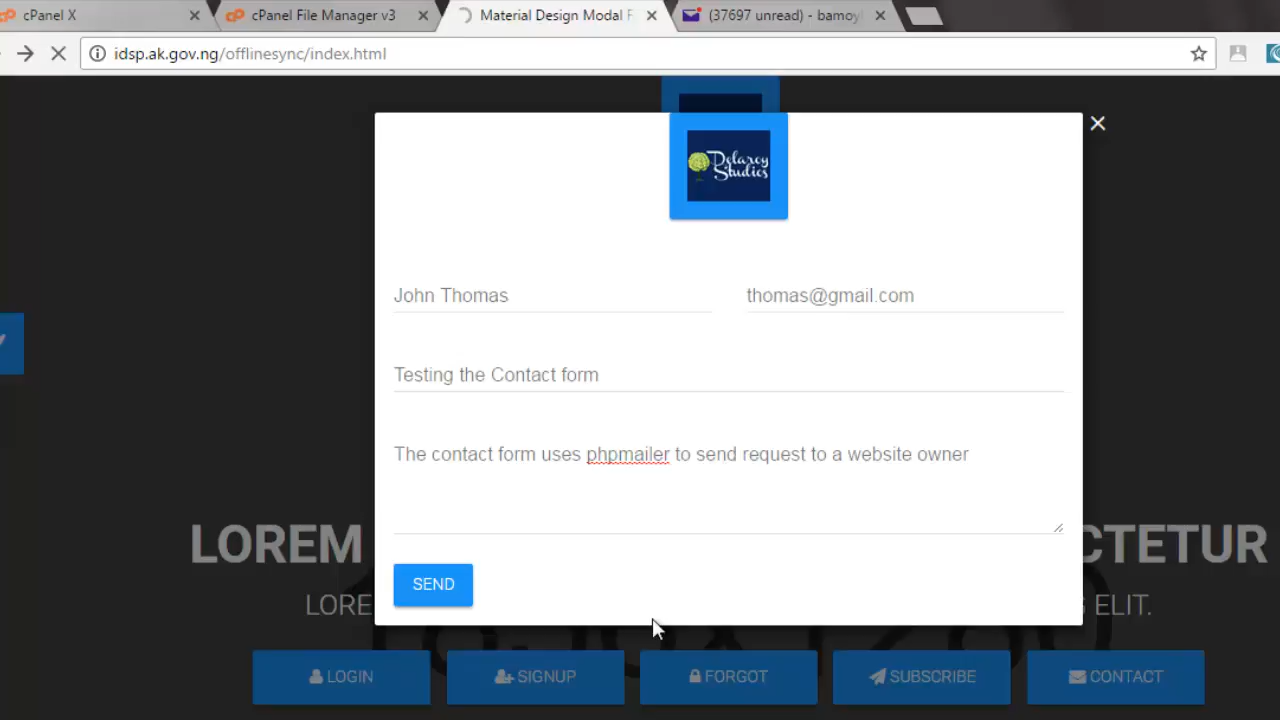 cPanel X
cPanel File Manager v3
Material Design Modal F
(37697 unread) - bamoyl
idsp.ak.gov.ng/offlinesync/index.html
Delarcy
Studios
John Thomas
thomas@gmail.com
Testing the Contact form
The contact form uses phpmailer to send request to a website owner
LOREM
CTETUR
SEND
LORE
ELIT.
LOGIN
SIGNUP
FORGOT
SUBSCRIBE
CONTACT